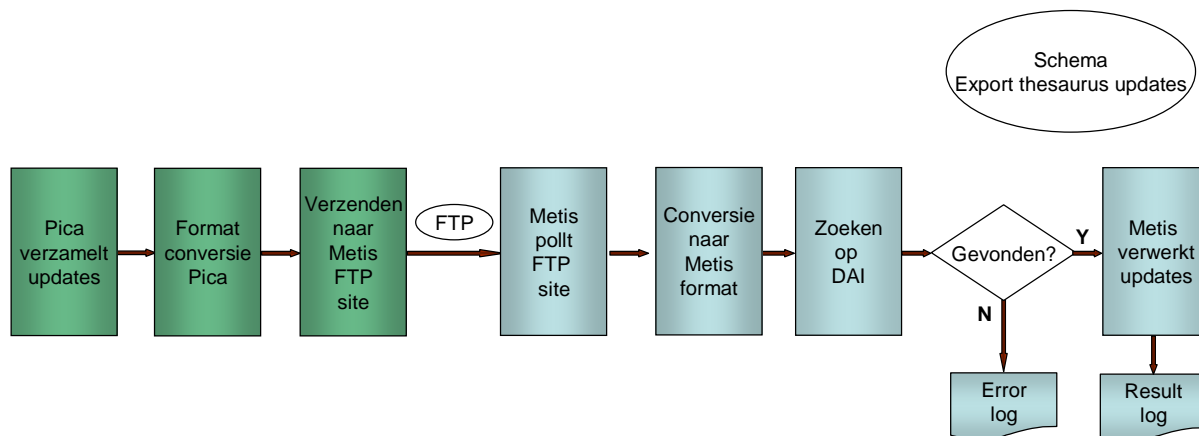 Schema
Export thesaurus updates
Pica
verzamelt
updates
Format
conversie
Pica
Verzenden
naar
Metis
FTP
site
FTP
Metis
pollt
FTP
site
Conversie
naar
Metis
format
Zoeken
op
DAI
Gevonden?
Y
N
Metis
verwerkt
updates
Error
log
Result
log